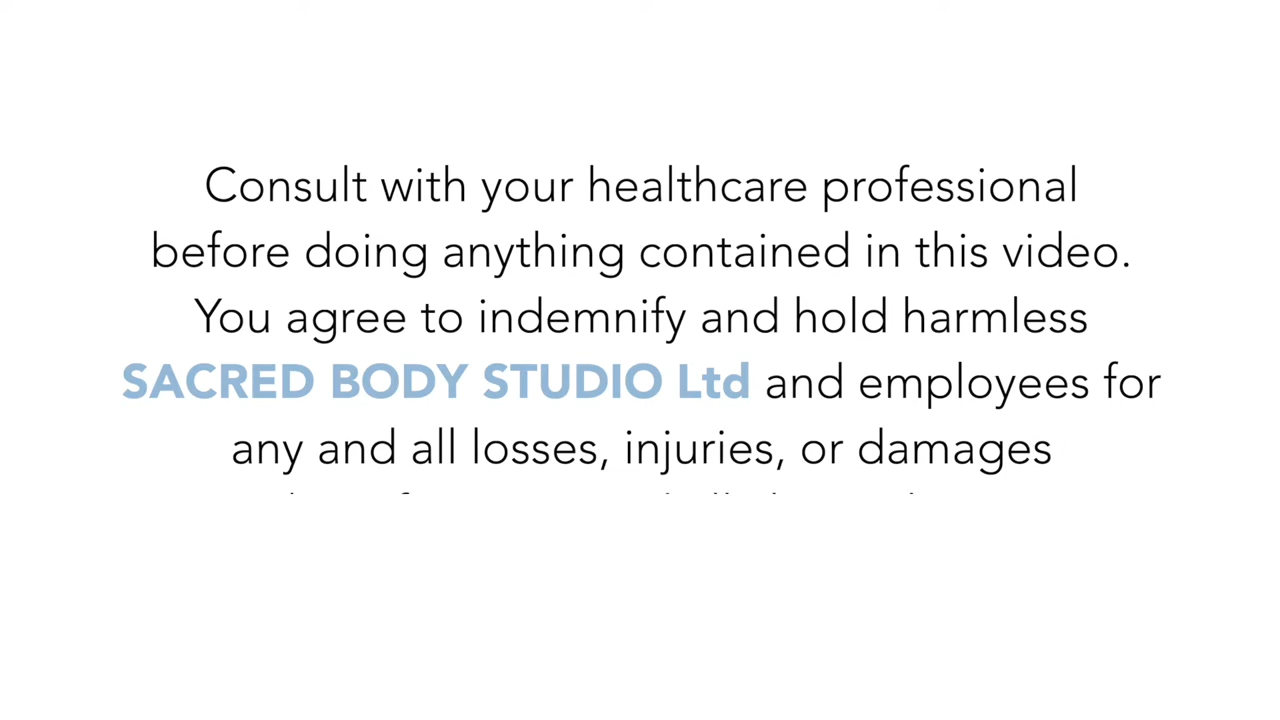 Consult with your healthcare professional
before doing anything contained in this video.
You agree to indemnify and hold harmless
SACRED BODY STUDIO Ltd and employees for
any and all losses, injuries, or damages